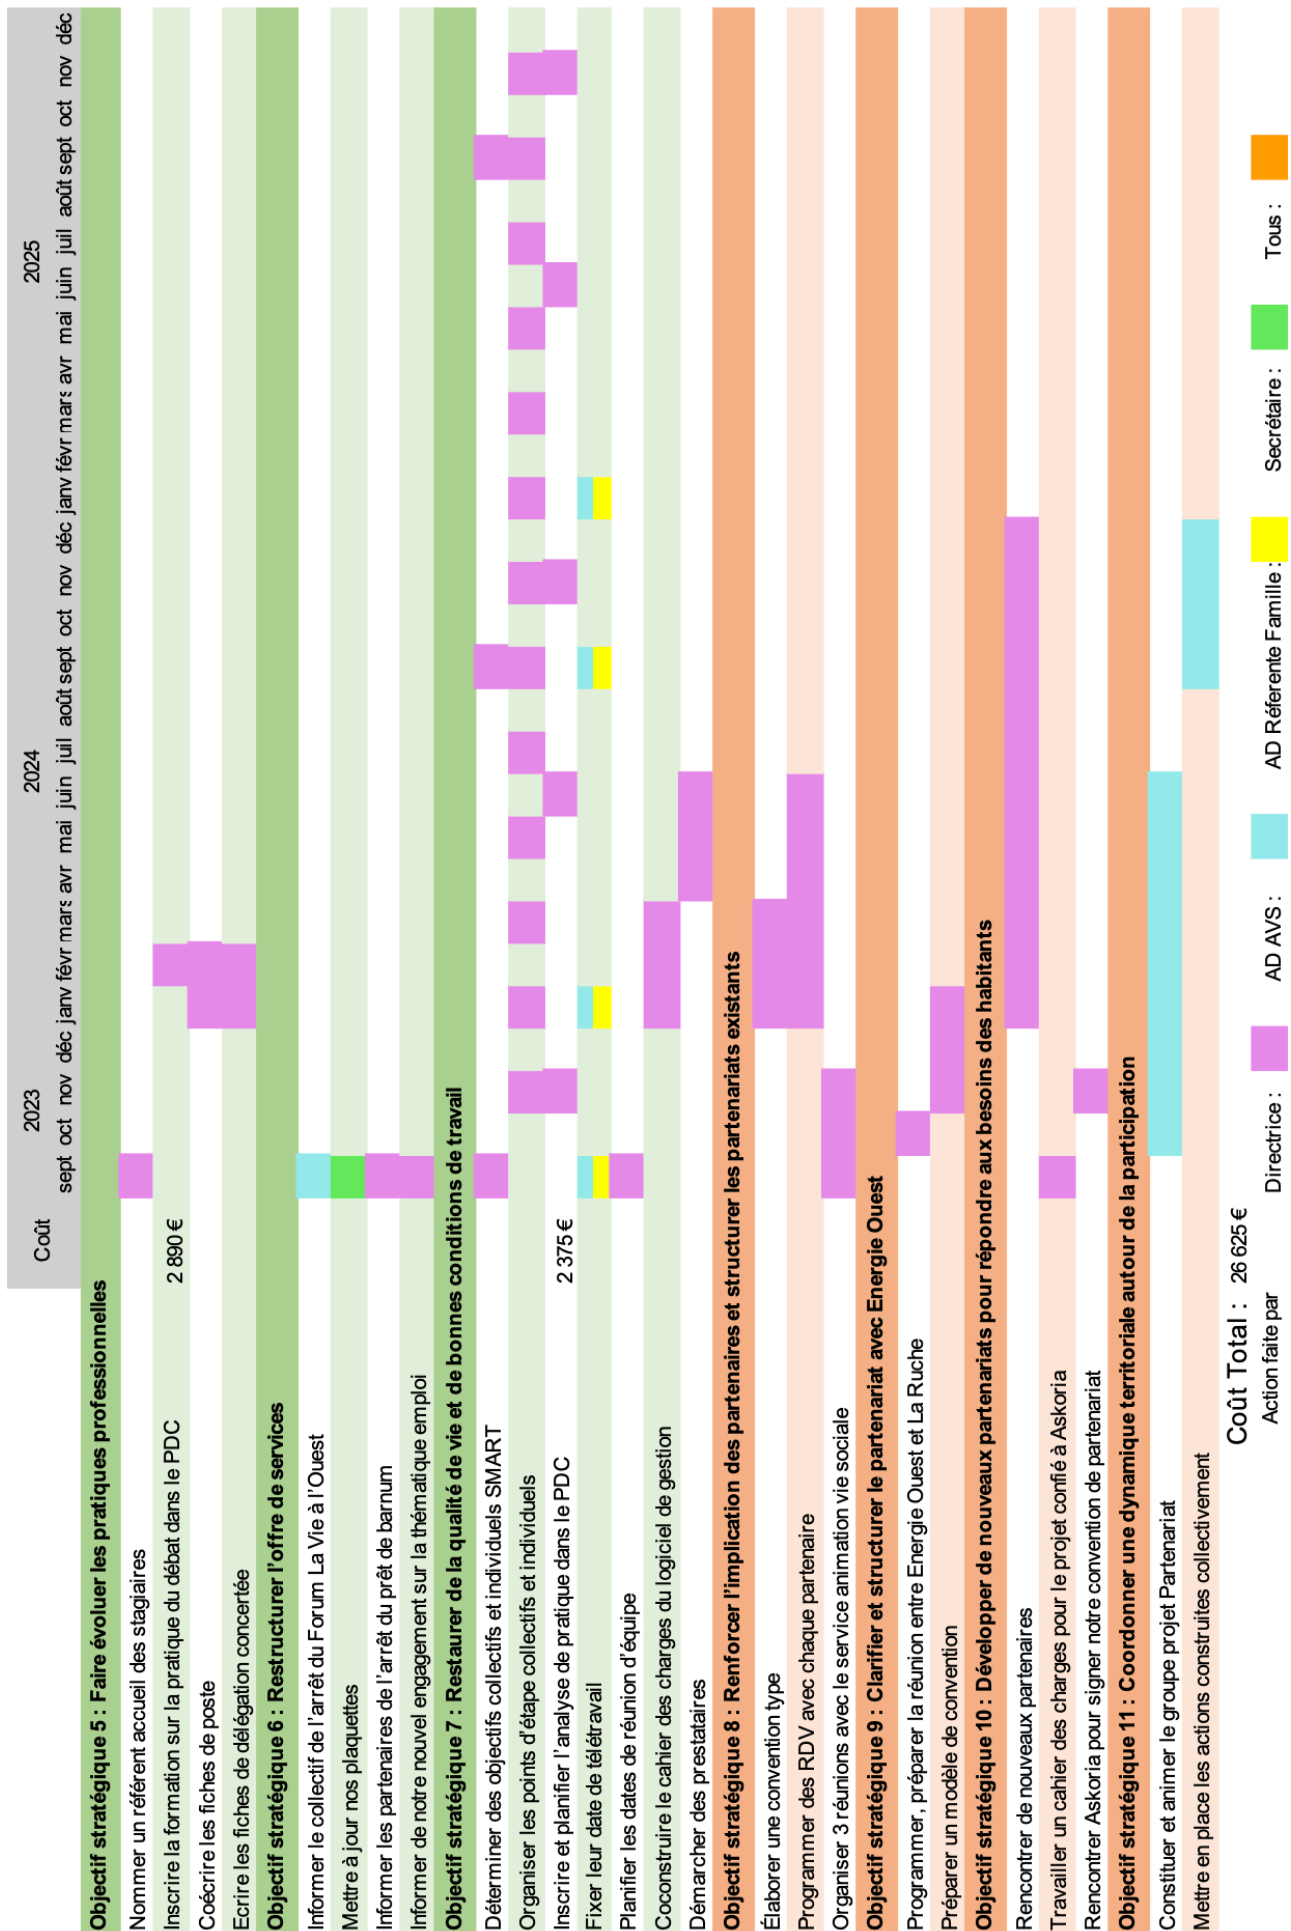 Coût 2023 2024 2025
sept oct nov déc janv févr mars avr mai juin juil août sept oct nov déc janv févr mars avr mai juin juil août sept oct nov déc
Objectif stratégique 5 : Faire évoluer les pratiques professionnelles
Nommer un référent accueil des stagiaires
Inscrire la formation sur la pratique du débat dans le PDC 2 890 €
Coécrire les fiches de poste
Ecrire les fiches de délégation concertée
Objectif stratégique 6 : Restructurer l'offre de services
Informer le collectif de l'arrêt du Forum La Vie à l'Ouest
Mettre à jour nos plaquettes
Informer les partenaires de l'arrêt du prêt de barnum
Informer de notre nouvel engagement sur la thématique emploi
Objectif stratégique 7 : Restaurer de la qualité de vie et de bonnes conditions de travail
Déterminer des objectifs collectifs et individuels SMART
Organiser les points d'étape collectifs et individuels
Inscrire et planifier l'analyse de pratique dans le PDC 2 375 €
Fixer leur date de télétravail
Planifier les dates de réunion d'équipe
Coconstruire le cahier des charges du logiciel de gestion
Démarcher des prestataires
Objectif stratégique 8 : Renforcer l'implication des partenaires et structurer les partenariats existants
Élaborer une convention type
Programmer des RDV avec chaque partenaire
Organiser 3 réunions avec le service animation vie sociale
Objectif stratégique 9 : Clarifier et structurer le partenariat avec Energie Ouest
Programmer, préparer la réunion entre Energie Ouest et La Ruche
Préparer un modèle de convention
Objectif stratégique 10 : Développer de nouveaux partenariats pour répondre aux besoins des habitants
Rencontrer de nouveaux partenaires
Travailler un cahier des charges pour le projet confié à Askoria
Rencontrer Askoria pour signer notre convention de partenariat
Objectif stratégique 11 : Coordonner une dynamique territoriale autour de la participation
Constituer et animer le groupe projet Partenariat
Mettre en place les actions construites collectivement
Coût Total : 26 625 €
Action faite par Directrice : AD AVS : AD Réferente Famille : Secrétaire : Tous :